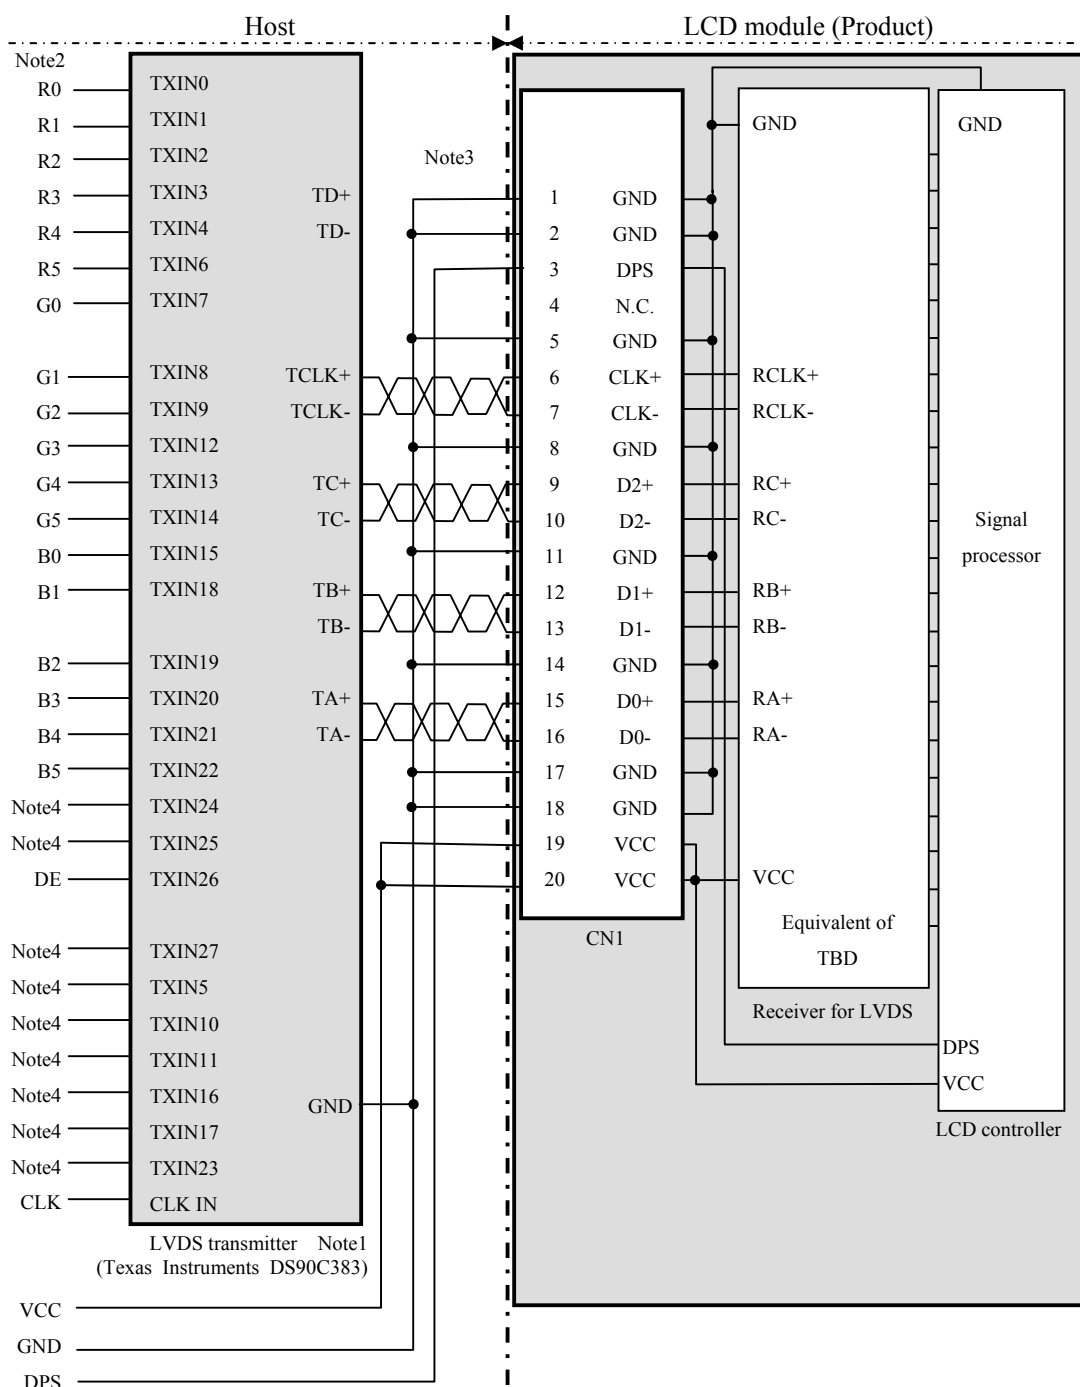 Host
LCD module (Product)
Note2
R0 TXIN0
R1 TXIN1
R2 TXIN2
R3 TXIN3 TD+
R4 TXIN4 TD-
R5 TXIN6
G0 TXIN7
G1 TXIN8 TCLK+
G2 TXIN9 TCLK-
G3 TXIN12
G4 TXIN13 TC+
G5 TXIN14 TC-
B0 TXIN15
B1 TXIN18 TB+
TB-
B2 TXIN19
B3 TXIN20 TA+
B4 TXIN21 TA-
B5 TXIN22
Note4 TXIN24
Note4 TXIN25
DE TXIN26
Note4 TXIN27
Note4 TXIN5
Note4 TXIN10
Note4 TXIN11
Note4 TXIN16 GND
Note4 TXIN17
Note4 TXIN23
CLK CLK IN
LVDS transmitter Note1
(Texas Instruments DS90C383)
VCC
GND
DPS
Note3
1 GND
2 GND
3 DPS
4 N.C.
5 GND
6 CLK+
7 CLK-
8 GND
9 D2+
10 D2-
11 GND
12 D1+
13 D1-
14 GND
15 D0+
16 D0-
17 GND
18 GND
19 VCC
20 VCC
CN1
GND
RCLK+
RCLK-
RC+
RC-
RB+
RB-
RA+
RA-
VCC
Equivalent of
TBD
Receiver for LVDS
GND
Signal
processor
DPS
VCC
LCD controller